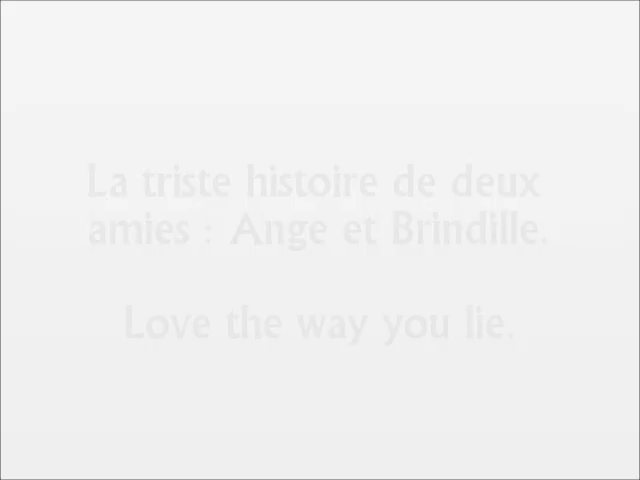 La triste histoire de deux
amies : Ange et Brindille.
Love the way you lie.